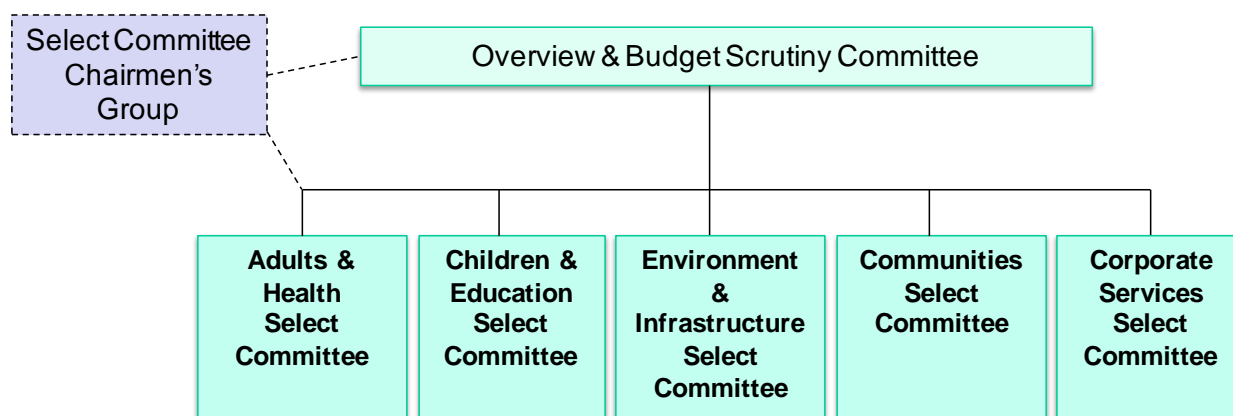 Select Committee
Chairmen’s
Group
Overview & Budget Scrutiny Committee
Adults &
Health
Select
Committee
Children &
Education
Select
Committee
Environment
&
Infrastructure
Select
Committee
Communities
Select
Committee
Corporate
Services
Select
Committee